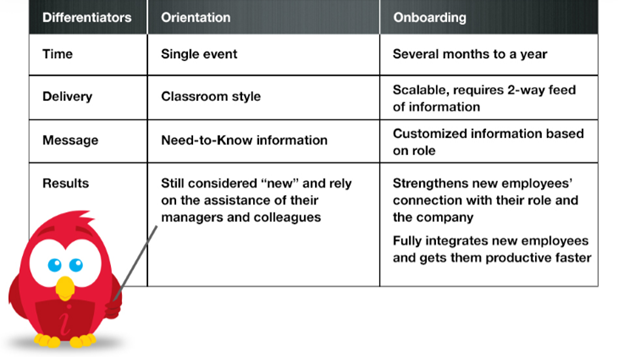 Differentiators Orientation Onboarding
Time Single event Several months to a year
Delivery Classroom style Scalable, requires 2-way feed
of information
Message Need-to-Know information Customized information based
on role
Results Still considered “new” and rely Strengthens new employees’
on the assistance of their connection with their role and
managers and colleagues the company
Fully integrates new employees
and gets them productive faster
i